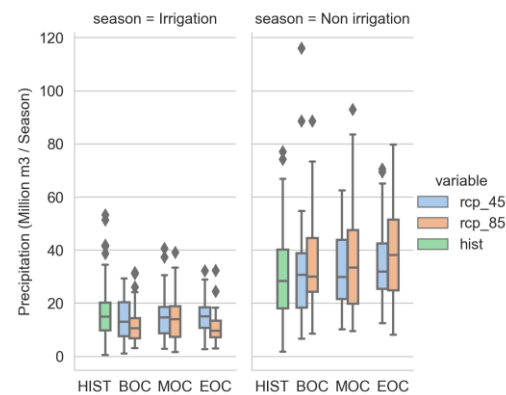 season = Irrigation
season = Non irrigation
Precipitation (Million m3 / Season)
120
100
80
60
40
20
0
HIST BOC MOC EOC
HIST BOC MOC EOC
variable
rcp_45
rcp_85
hist